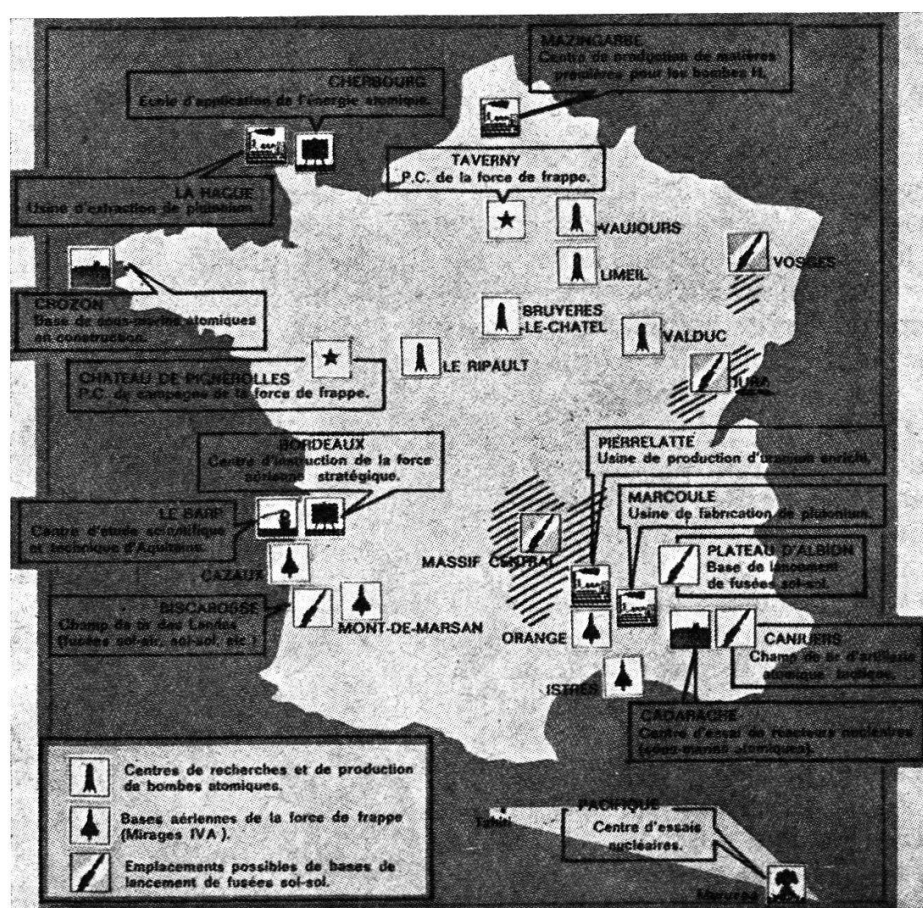 MAZINGARBE
Centre de production de matières
premières pour les bombes H.
CHERBOURG
Ecole d'application de l'énergie atomique.
TAVERNY
P.C. de la force de frappe.
LA HAGUE
Usine d'extraction de plutonium
VAUJOURS
VOSGES
LIMEIL
CROZON
Base de sous-marins atomiques
en construction.
BRUYERES
-LE-CHATEL
VALDUC
LE RIPAULT
CHATEAU DE PIGNEROLLES
P.C. de campagne de la force de frappe.
JURA
BORDEAUX
Centre d'instruction de la force
aérienne stratégique.
PIERRELATTE
Usine de production d'uranium enrichi.
MARCOULE
Usine de fabrication de plutonium.
LE BARP
Centre d'étude scientifique
et technique d'Aquitaine.
MASSIF CENTRAL
PLATEAU D'ALBION
Base de lancement
de fusées sol-sol.
CAZAUX
BISCAROSSE
Champ de tir des Landes
(fusées sol-air, sol-sol, etc.)
MONT-DE-MARSAN
ORANGE
CANJUERS
Champ de tir d'artillerie
atomique tactique.
ISTRES
CADARACHE
Centre d'essai de réacteurs nucléaires
(sous-marins atomiques).
Centres de recherches et de production
de bombes atomiques.
Bases aériennes de la force de frappe
(Mirages IVA).
Emplacements possibles de bases de
lancement de fusées sol-sol.
PACIFIQUE
Tahiti
Centre d'essais
nucléaires.
Mururoa